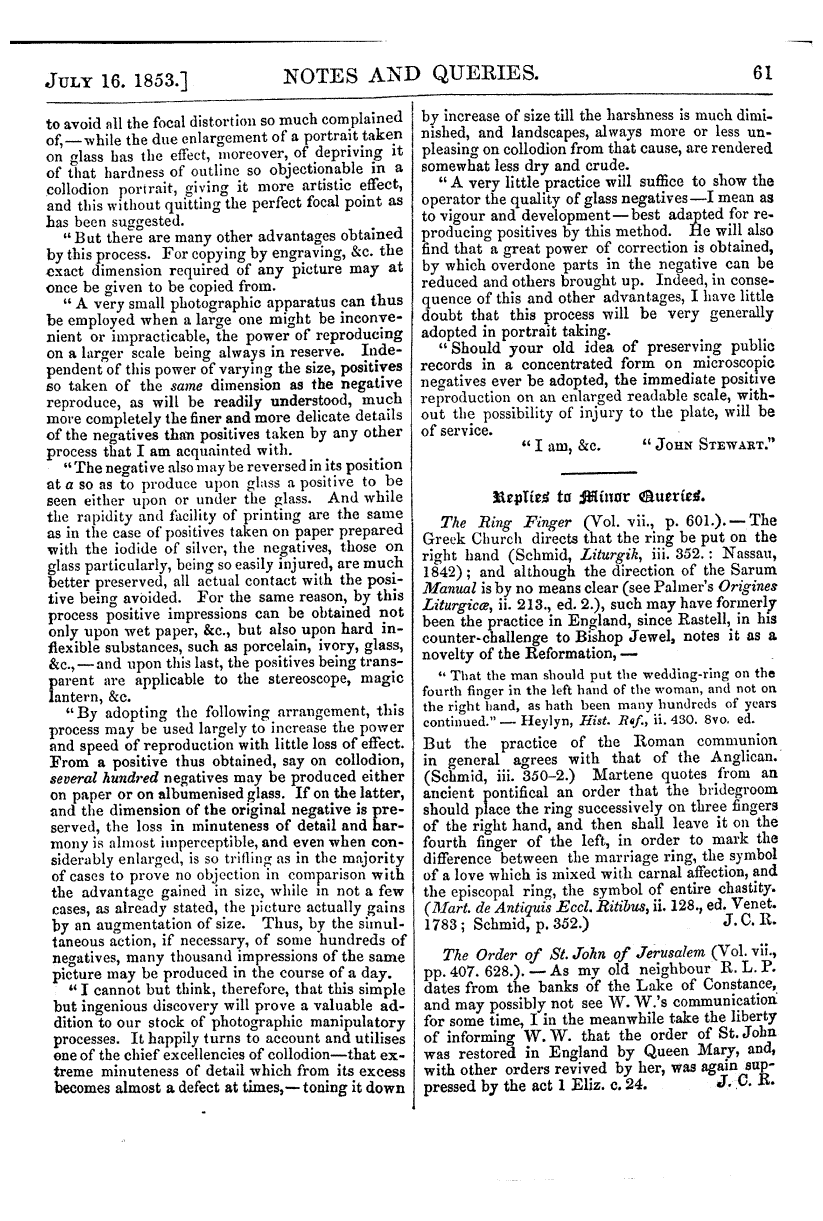 JULY 16. 1853.] NOTES AND QUERIES. 61
to avoid all the focal distortion so much complained
of,—while the due enlargement of a portrait taken
on glass has the effect, moreover, of depriving it
of that hardness of outline so objectionable in a
collodion portrait, giving it more artistic effect,
and this without quitting the perfect focal point as
has been suggested.
"But there are many other advantages obtained
by this process. For copying by engraving, &c. the
exact dimension required of any picture may at
once be given to be copied from.
"A very small photographic apparatus can thus
be employed when a large one might be inconve-
nient or impracticable, the power of reproducing
on a larger scale being always in reserve. Inde-
pendent of this power of varying the size, positives
so taken of the same dimension as the negative
reproduce, as will be readily understood, much
more completely the finer and more delicate details
of the negatives than positives taken by any other
process that I am acquainted with.
"The negative also may be reversed in its position
at a so as to produce upon glass a positive to be
seen either upon or under the glass. And while
the rapidity and facility of printing are the same
as in the case of positives taken on paper prepared
with the iodide of silver, the negatives, those on
glass particularly, being so easily injured, are much
better preserved, all actual contact with the posi-
tive being avoided. For the same reason, by this
process positive impressions can be obtained not
only upon wet paper, &c., but also upon hard in-
flexible substances, such as porcelain, ivory, glass,
&c.,—and upon this last, the positives being trans-
parent are applicable to the stereoscope, magic
lantern, &c.
"By adopting the following arrangement, this
process may be used largely to increase the power
and speed of reproduction with little loss of effect.
From a positive thus obtained, say on collodion,
several hundred negatives may be produced either
on paper or on albumenised glass. If on the latter,
and the dimension of the original negative is pre-
served, the loss in minuteness of detail and har-
mony is almost imperceptible, and even when con-
siderably enlarged, is so trifling as in the majority
of cases to prove no objection in comparison with
the advantage gained in size, while in not a few
cases, as already stated, the picture actually gains
by an augmentation of size. Thus, by the simul-
taneous action, if necessary, of some hundreds of
negatives, many thousand impressions of the same
picture may be produced in the course of a day.
"I cannot but think, therefore, that this simple
but ingenious discovery will prove a valuable ad-
dition to our stock of photographic manipulatory
processes. It happily turns to account and utilises
one of the chief excellencies of collodion—that ex-
treme minuteness of detail which from its excess
becomes almost a defect at times,—toning it down
by increase of size till the harshness is much dimi-
nished, and landscapes, always more or less un-
pleasing on collodion from that cause, are rendered
somewhat less dry and crude.
"A very little practice will suffice to show the
operator the quality of glass negatives—I mean as
to vigour and development—best adapted for re-
producing positives by this method. He will also
find that a great power of correction is obtained,
by which overdone parts in the negative can be
reduced and others brought up. Indeed, in conse-
quence of this and other advantages, I have little
doubt that this process will be very generally
adopted in portrait taking.
"Should your old idea of preserving public
records in a concentrated form on microscopic
negatives ever be adopted, the immediate positive
reproduction on an enlarged readable scale, with-
out the possibility of injury to the plate, will be
of service.
"I am, &c. "JOHN STEWART."
Replies to Minor Queries.
The Ring Finger (Vol. vii., p. 601.).—The
Greek Church directs that the ring be put on the
right hand (Schmid, Liturgik, iii. 352.: Nassau,
1842); and although the direction of the Sarum
Manual is by no means clear (see Palmer's Origines
Liturgicæ, ii. 213., ed. 2.), such may have formerly
been the practice in England, since Rastell, in his
counter-challenge to Bishop Jewel, notes it as a
novelty of the Reformation,—
"That the man should put the wedding-ring on the
fourth finger in the left hand of the woman, and not on
the right hand, as hath been many hundreds of years
continued."—Heylyn, Hist. Ref., ii. 430. 8vo. ed.
But the practice of the Roman communion
in general agrees with that of the Anglican.
(Schmid, iii. 350-2.) Martene quotes from an
ancient pontifical an order that the bridegroom
should place the ring successively on three fingers
of the right hand, and then shall leave it on the
fourth finger of the left, in order to mark the
difference between the marriage ring, the symbol
of a love which is mixed with carnal affection, and
the episcopal ring, the symbol of entire chastity.
(Mart. de Antiquis Eccl. Ritibus, ii. 128., ed. Venet.
1783; Schmid, p. 352.) J. C. R.
The Order of St. John of Jerusalem (Vol. vii.,
pp. 407. 628.).—As my old neighbour R. L. P.
dates from the banks of the Lake of Constance,
and may possibly not see W. W.'s communication
for some time, I in the meanwhile take the liberty
of informing W. W. that the order of St. John
was restored in England by Queen Mary, and,
with other orders revived by her, was again sup-
pressed by the act 1 Eliz. c. 24. J. C. R.